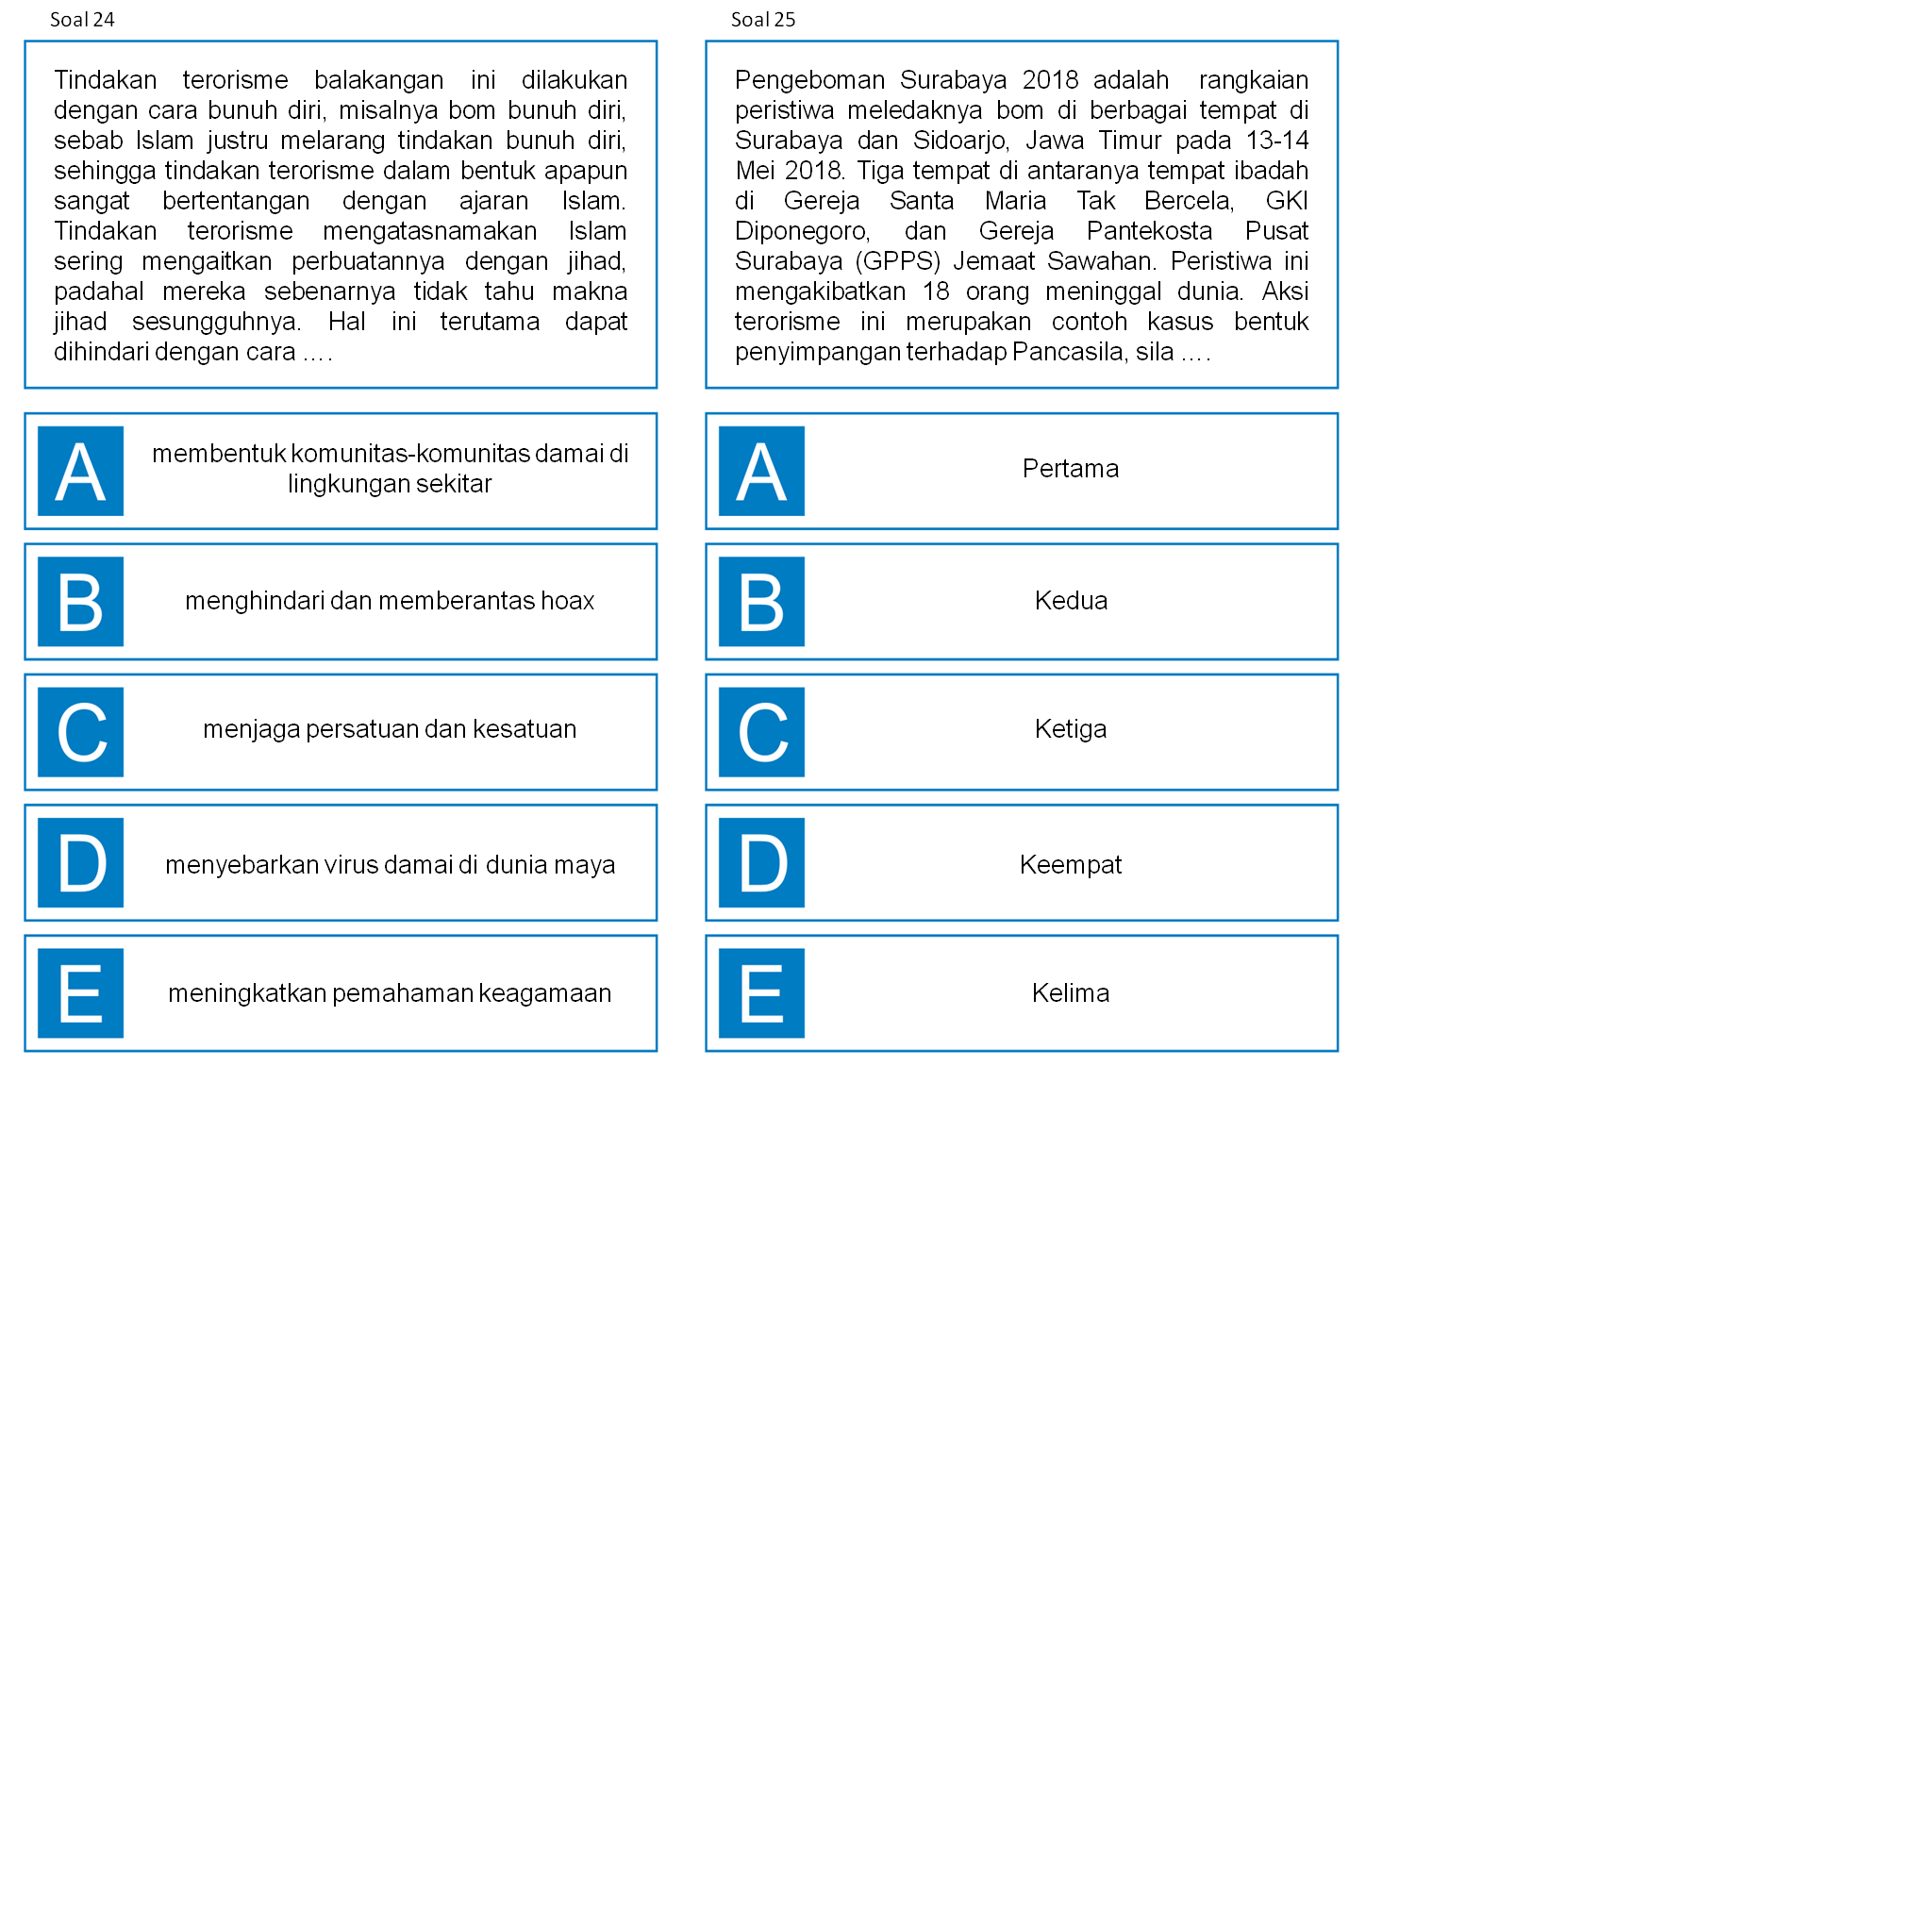 Soal 24
Tindakan terorisme balakangan ini dilakukan
dengan cara bunuh diri, misalnya bom bunuh diri,
sebab Islam justru melarang tindakan bunuh diri,
sehingga tindakan terorisme dalam bentuk apapun
sangat bertentangan dengan ajaran Islam.
Tindakan terorisme mengatasnamakan Islam
sering mengaitkan perbuatannya dengan jihad,
padahal mereka sebenarnya tidak tahu makna
jihad sesungguhnya. Hal ini terutama dapat
dihindari dengan cara ....
A
membentuk komunitas-komunitas damai di
lingkungan sekitar
B
menghindari dan memberantas hoax
C
menjaga persatuan dan kesatuan
D
menyebarkan virus damai di dunia maya
E
meningkatkan pemahaman keagamaan
Soal 25
Pengeboman Surabaya 2018 adalah rangkaian
peristiwa meledaknya bom di berbagai tempat di
Surabaya dan Sidoarjo, Jawa Timur pada 13-14
Mei 2018. Tiga tempat di antaranya tempat ibadah
di Gereja Santa Maria Tak Bercela, GKI
Diponegoro, dan Gereja Pantekosta Pusat
Surabaya (GPPS) Jemaat Sawahan. Peristiwa ini
mengakibatkan 18 orang meninggal dunia. Aksi
terorisme ini merupakan contoh kasus bentuk
penyimpangan terhadap Pancasila, sila ....
A
Pertama
B
Kedua
C
Ketiga
D
Keempat
E
Kelima